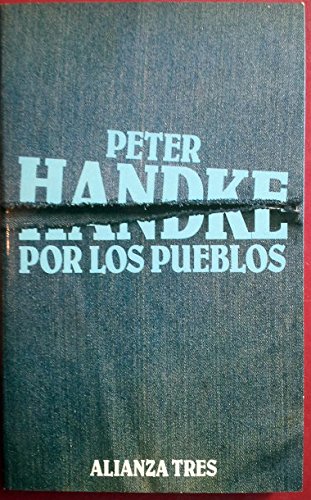 PETER
HANDKE
POR LOS PUEBLOS
ALIANZA TRES